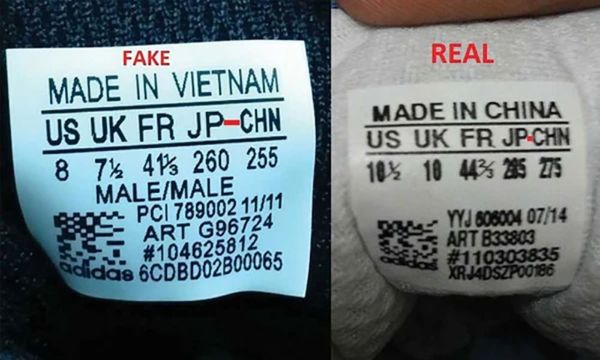 FAKE
MADE IN VIETNAM
US UK FR JP-CHN
8 7½ 41⅓ 260 255
MALE/MALE
PCI 789002 11/11
ART G96724
#104625812
adidas 6CDBD02B00065
REAL
MADE IN CHINA
US UK FR JP-CHN
10½ 10 44⅔ 285 275
YYJ 606004 07/14
ART B33803
#110303835
XRJ4DSZP00186
adidas